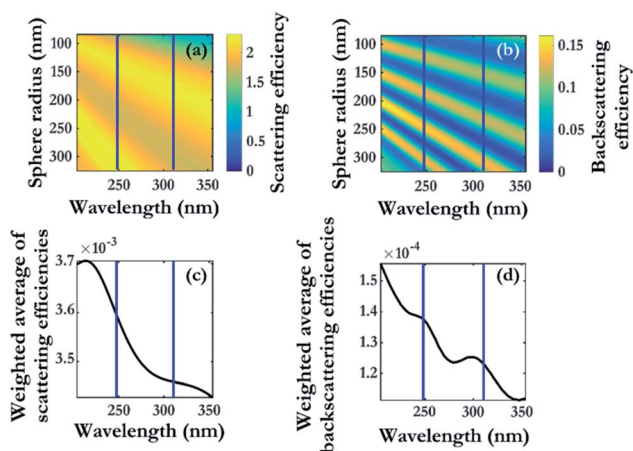 (a)
Sphere radius (nm)
100
150
200
250
300
250
300
350
Wavelength (nm)
2
1.5
1
0.5
0
Scattering efficiency
(b)
Sphere radius (nm)
100
150
200
250
300
250
300
350
Wavelength (nm)
0.15
0.1
0.05
0
Backscattering
efficiency
(c)
×10⁻³
Weighted average of
scattering efficiencies
3.7
3.6
3.5
250
300
350
Wavelength (nm)
(d)
×10⁻⁴
Weighted average of
backscattering efficiencies
1.5
1.4
1.3
1.2
250
300
350
Wavelength (nm)